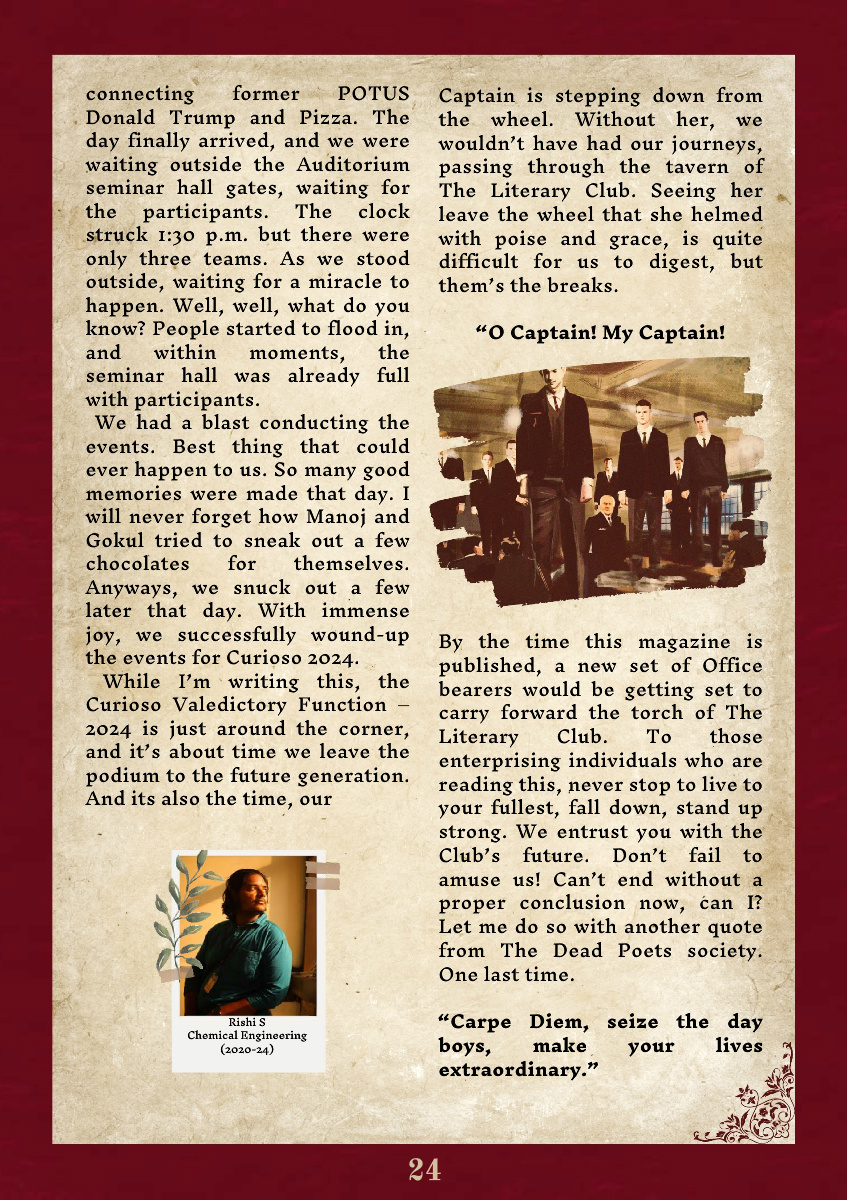 connecting former POTUS
Donald Trump and Pizza. The
day finally arrived, and we were
waiting outside the Auditorium
seminar hall gates, waiting for
the participants. The clock
struck 1:30 p.m. but there were
only three teams. As we stood
outside, waiting for a miracle to
happen. Well, well, what do you
know? People started to flood in,
and within moments, the
seminar hall was already full
with participants.
We had a blast conducting the
events. Best thing that could
ever happen to us. So many good
memories were made that day. I
will never forget how Manoj and
Gokul tried to sneak out a few
chocolates for themselves.
Anyways, we snuck out a few
later that day. With immense
joy, we successfully wound-up
the events for Curioso 2024.
While I'm writing this, the
Curioso Valedictory Function –
2024 is just around the corner,
and it's about time we leave the
podium to the future generation.
And its also the time, our
Rishi S
Chemical Engineering
(2020-24)
Captain is stepping down from
the wheel. Without her, we
wouldn't have had our journeys,
passing through the tavern of
The Literary Club. Seeing her
leave the wheel that she helmed
with poise and grace, is quite
difficult for us to digest, but
them's the breaks.
“O Captain! My Captain!
By the time this magazine is
published, a new set of Office
bearers would be getting set to
carry forward the torch of The
Literary Club. To those
enterprising individuals who are
reading this, never stop to live to
your fullest, fall down, stand up
strong. We entrust you with the
Club's future. Don't fail to
amuse us! Can't end without a
proper conclusion now, can I?
Let me do so with another quote
from The Dead Poets society.
One last time.
“Carpe Diem, seize the day
boys, make your lives
extraordinary.”
24